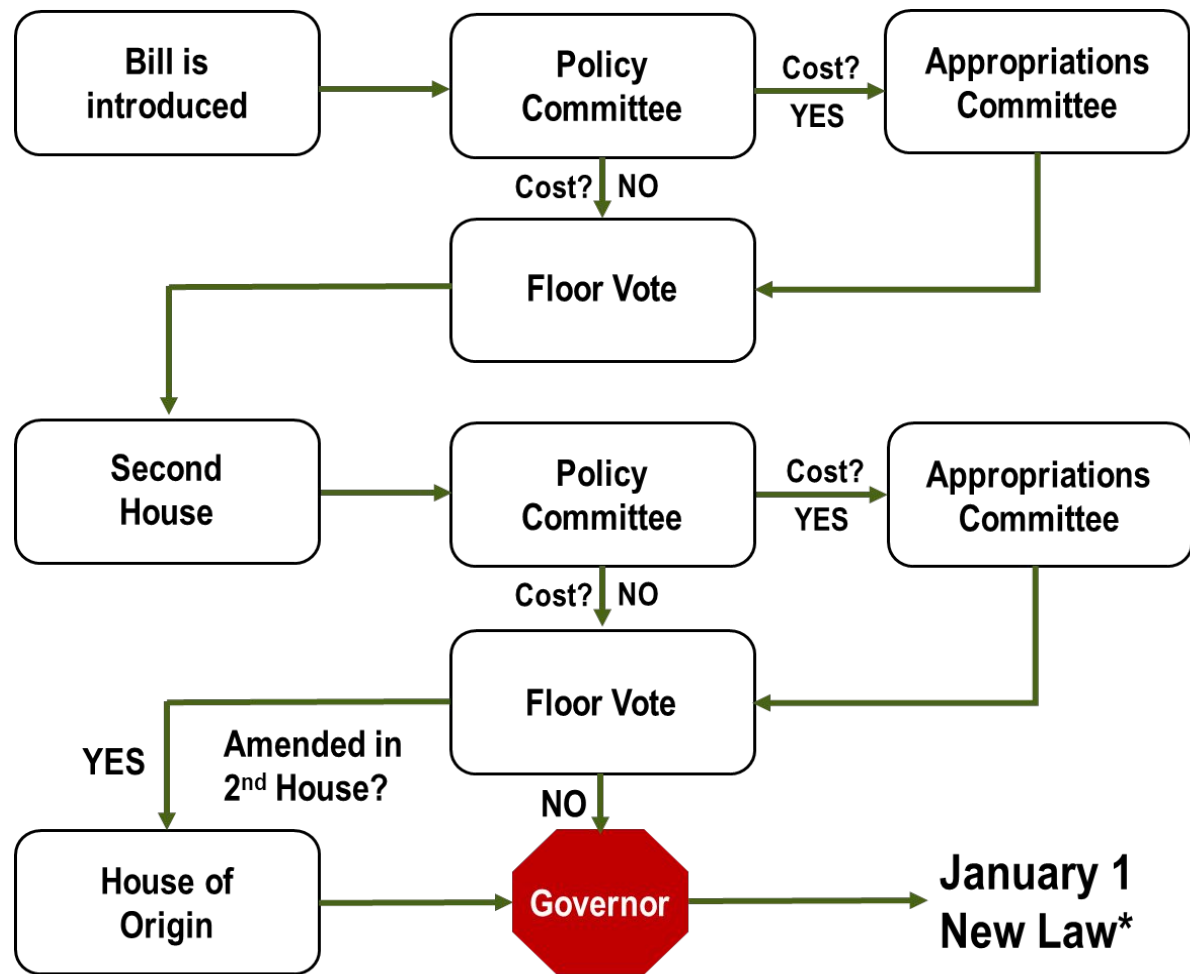 Bill is
introduced
Policy
Committee
Cost?
YES
Appropriations
Committee
Cost? NO
Floor Vote
Second
House
Policy
Committee
Cost?
YES
Appropriations
Committee
Cost? NO
Floor Vote
YES
Amended in
2nd House?
NO
House of
Origin
Governor
January 1
New Law*